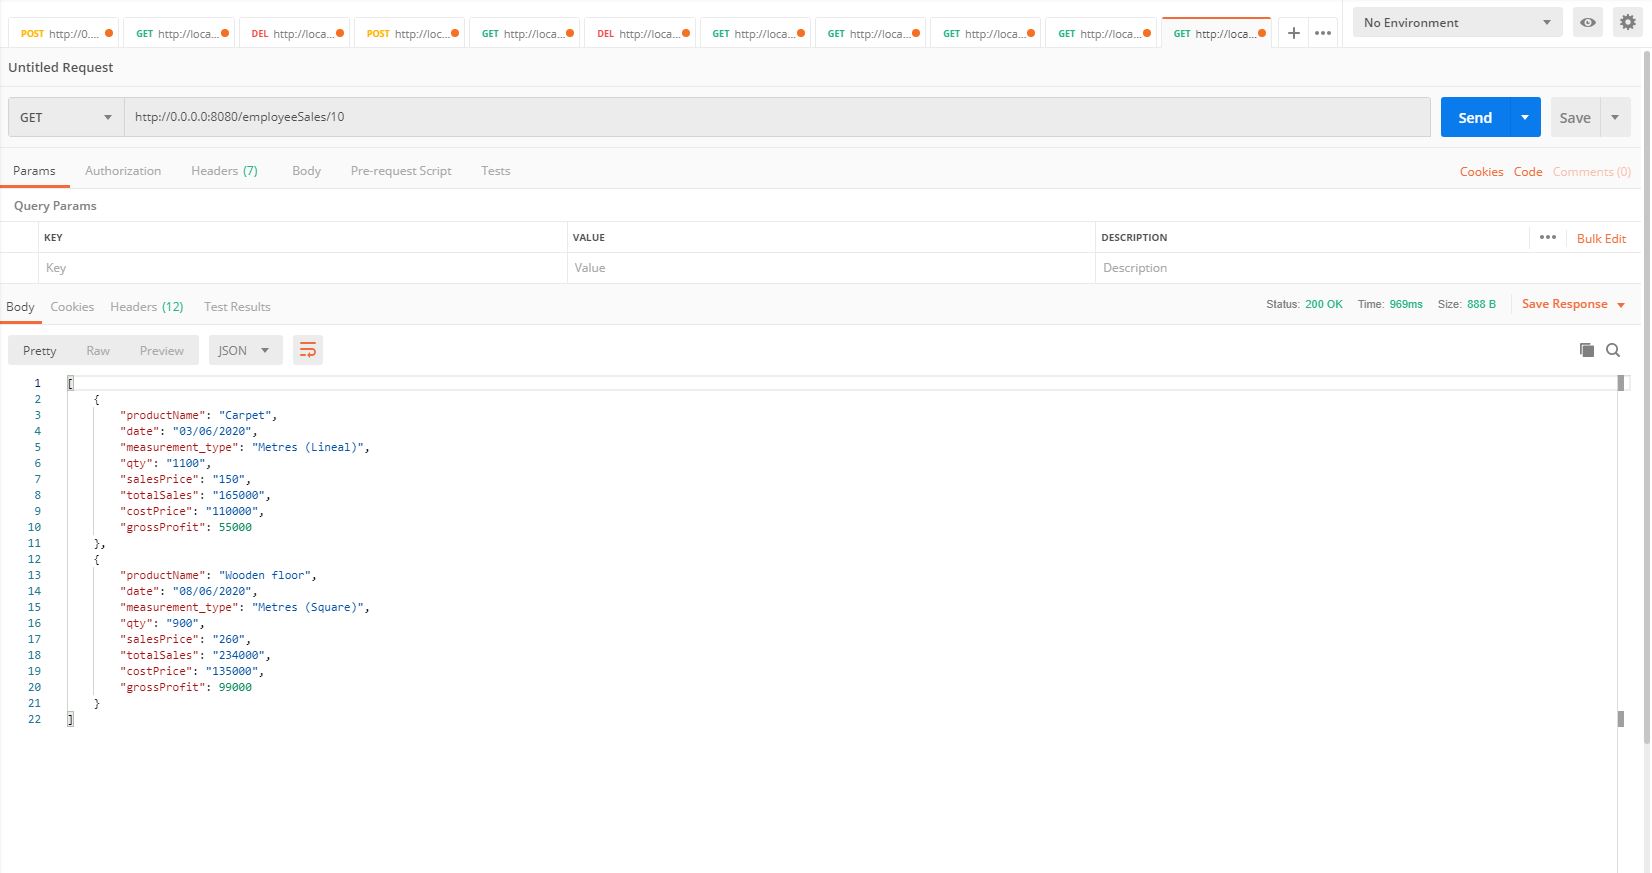 POST http://0.... GET http://loca... DEL http://loca... POST http://loc... GET http://loca... DEL http://loca... GET http://loca... GET http://loca... GET http://loca... GET http://loca... GET http://loca... + ••• No Environment
Untitled Request
GET http://0.0.0.0:8080/employeeSales/10 Send Save
Params Authorization Headers (7) Body Pre-request Script Tests Cookies Code Comments (0)
Query Params
KEY VALUE DESCRIPTION ••• Bulk Edit
Key Value Description
Body Cookies Headers (12) Test Results Status: 200 OK Time: 969ms Size: 888 B Save Response
Pretty Raw Preview JSON
1 [
2 {
3 "productName": "Carpet",
4 "date": "03/06/2020",
5 "measurement_type": "Metres (Lineal)",
6 "qty": "1100",
7 "salesPrice": "150",
8 "totalSales": "165000",
9 "costPrice": "110000",
10 "grossProfit": 55000
11 },
12 {
13 "productName": "Wooden floor",
14 "date": "08/06/2020",
15 "measurement_type": "Metres (Square)",
16 "qty": "900",
17 "salesPrice": "260",
18 "totalSales": "234000",
19 "costPrice": "135000",
20 "grossProfit": 99000
21 }
22 ]